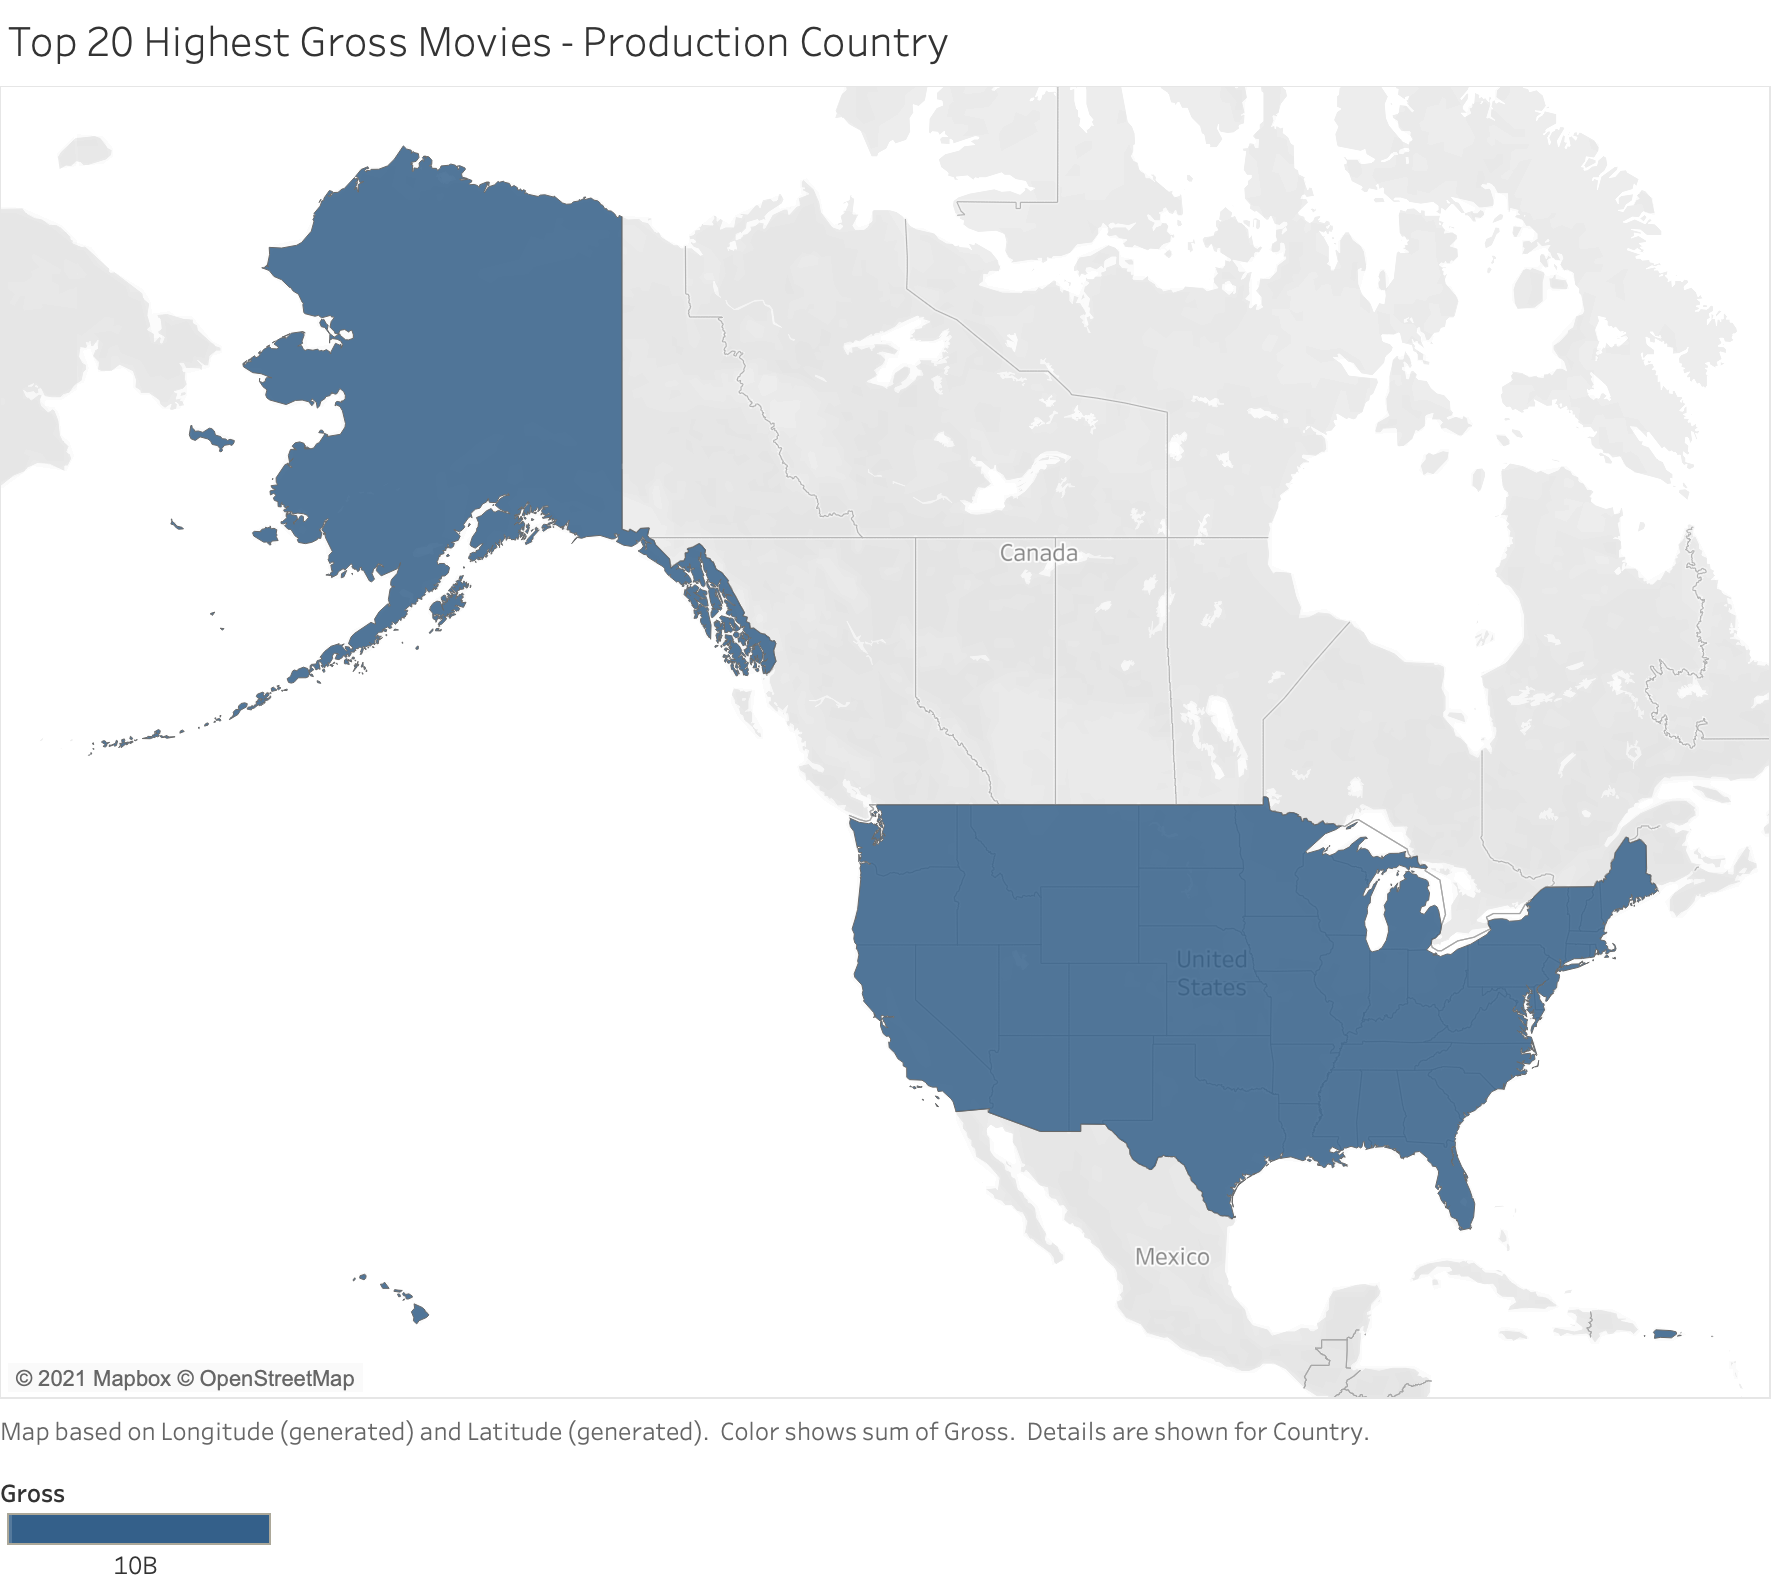 Top 20 Highest Gross Movies - Production Country
Canada
United
States
Mexico
© 2021 Mapbox © OpenStreetMap
Map based on Longitude (generated) and Latitude (generated).  Color shows sum of Gross.  Details are shown for Country.
Gross
10B